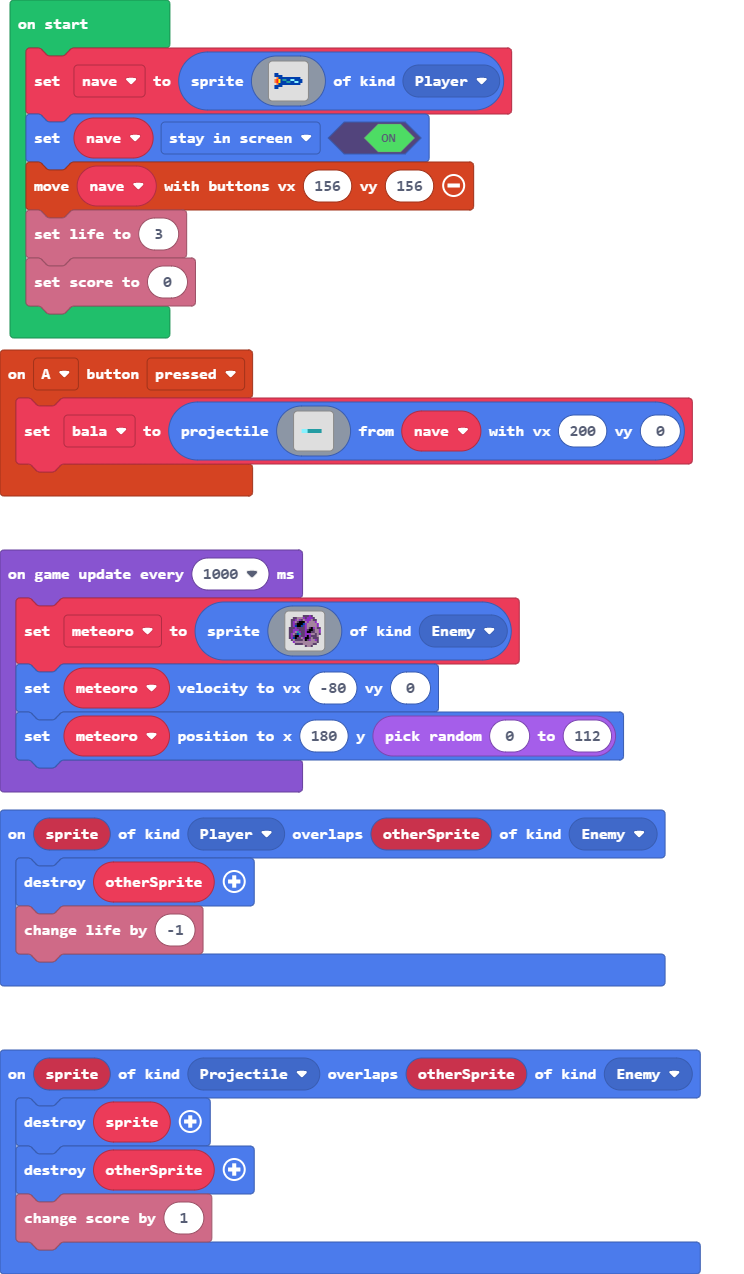 on start
set nave to sprite of kind Player
set nave stay in screen ON
move nave with buttons vx 156 vy 156
set life to 3
set score to 0
on A button pressed
set bala to projectile from nave with vx 200 vy 0
on game update every 1000 ms
set meteoro to sprite of kind Enemy
set meteoro velocity to vx -80 vy 0
set meteoro position to x 180 y pick random 0 to 112
on sprite of kind Player overlaps otherSprite of kind Enemy
destroy otherSprite
change life by -1
on sprite of kind Projectile overlaps otherSprite of kind Enemy
destroy sprite
destroy otherSprite
change score by 1